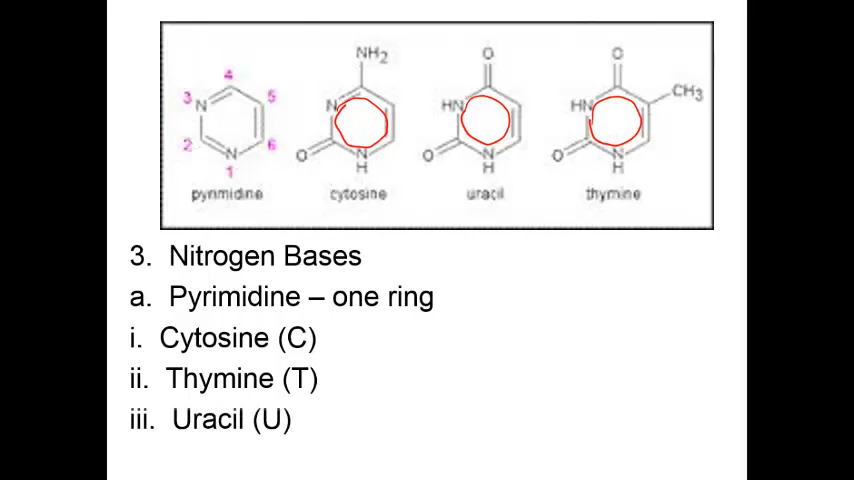 NH2 O O
4
3 N 5 N HN HN CH3
2 N 6 O N O N O N
1 H H H
pyrimidine cytosine uracil thymine
3. Nitrogen Bases
a. Pyrimidine – one ring
i. Cytosine (C)
ii. Thymine (T)
iii. Uracil (U)